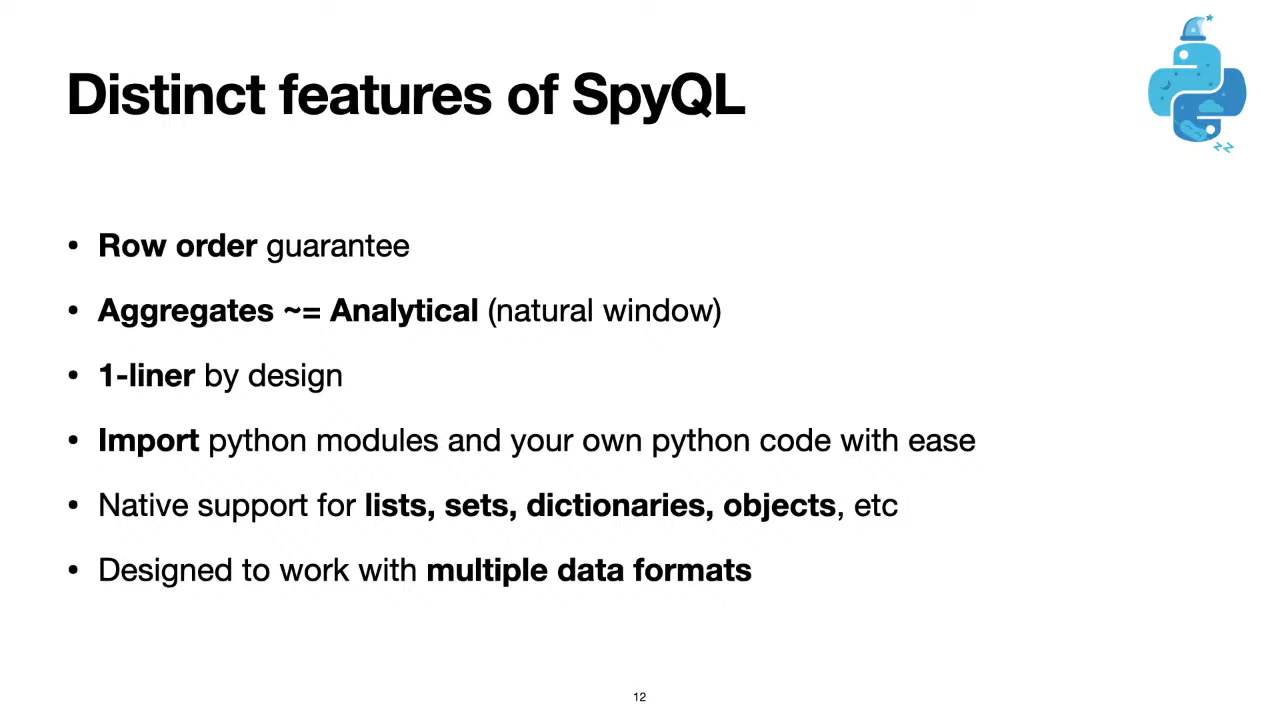 Distinct features of SpyQL
• Row order guarantee
• Aggregates ~= Analytical (natural window)
• 1-liner by design
• Import python modules and your own python code with ease
• Native support for lists, sets, dictionaries, objects, etc
• Designed to work with multiple data formats
zz
12